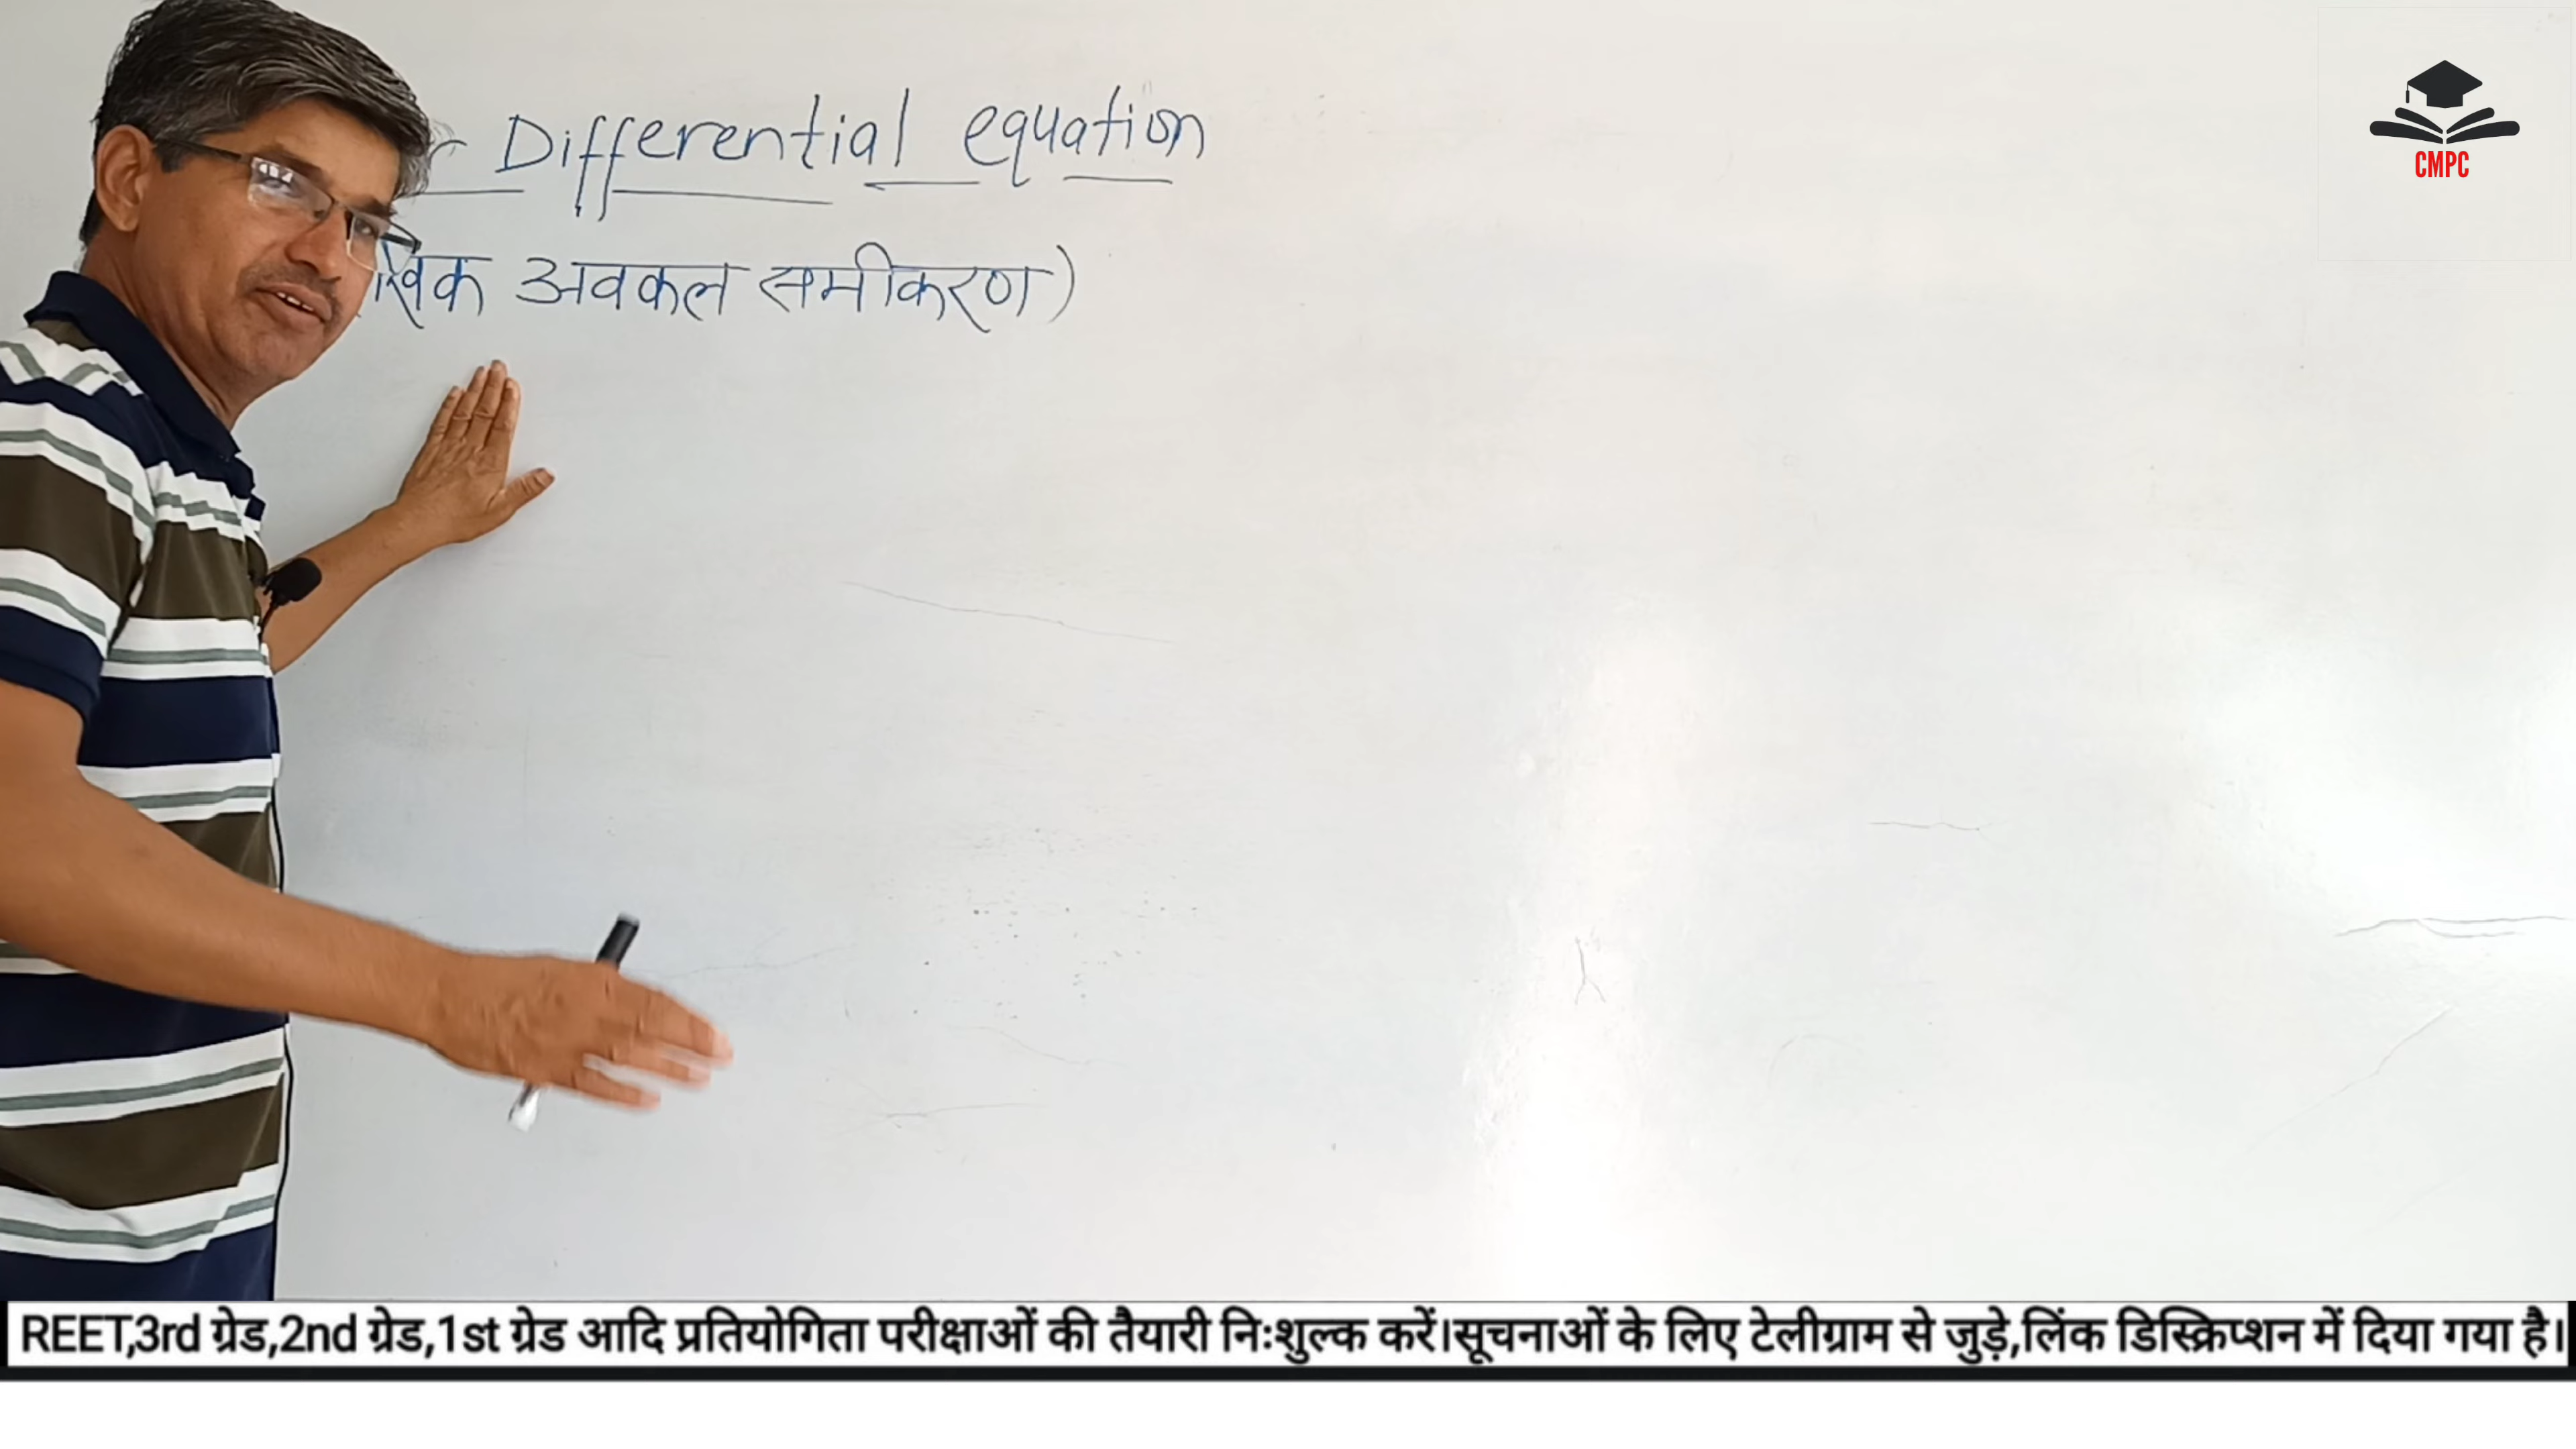 Differential equation
अवकल समीकरण)
CMPC
REET,3rd ग्रेड,2nd ग्रेड,1st ग्रेड आदि प्रतियोगिता परीक्षाओं की तैयारी निःशुल्क करें।सूचनाओं के लिए टेलीग्राम से जुड़े,लिंक डिस्क्रिप्शन में दिया गया है।